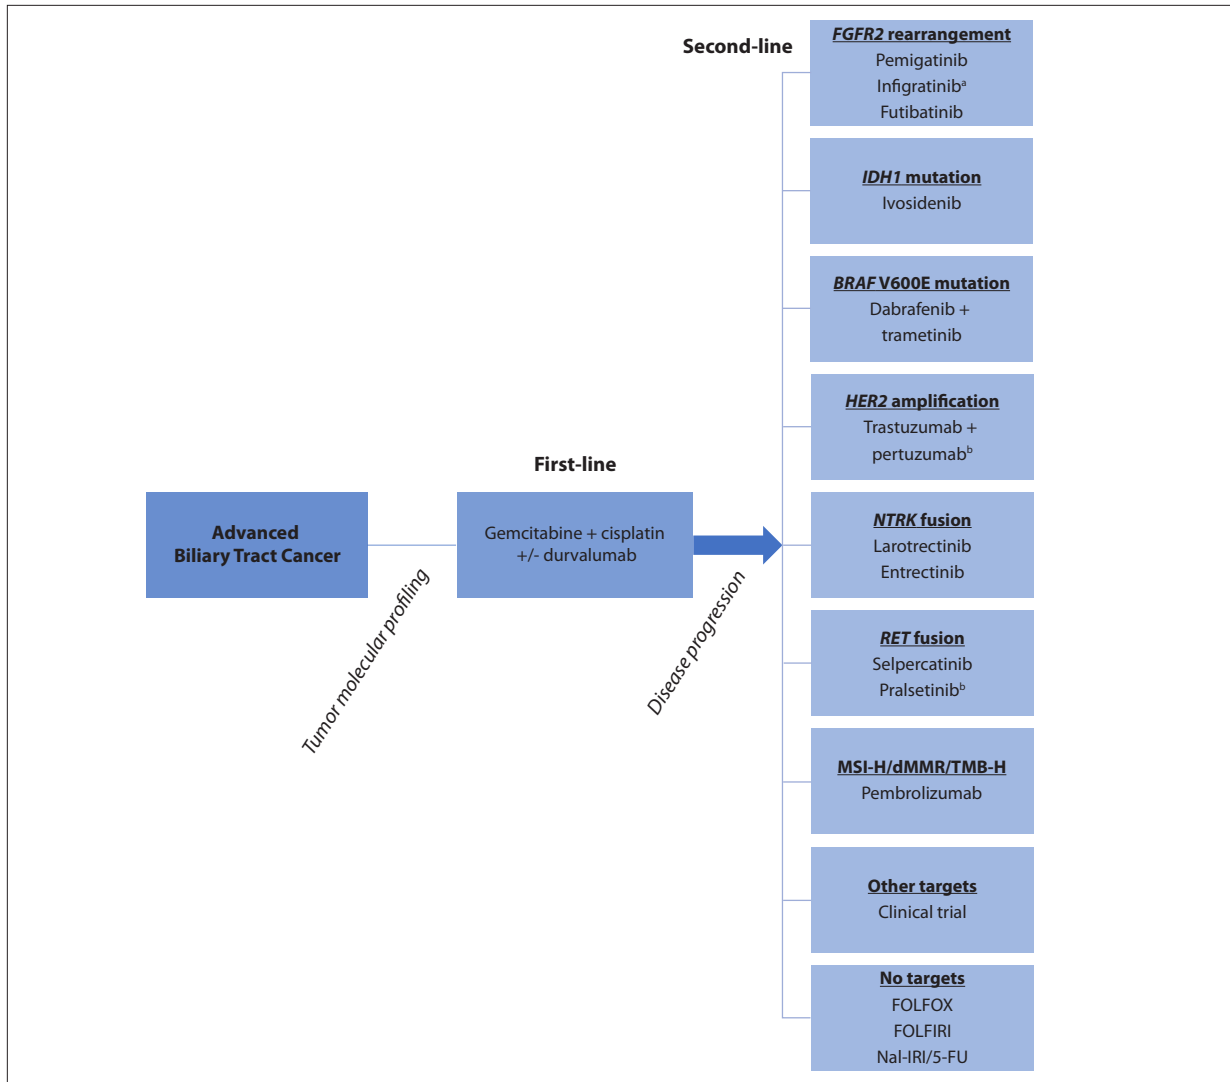 Advanced
Biliary Tract Cancer
Tumor molecular profiling
First-line
Gemcitabine + cisplatin
+/- durvalumab
Disease progression
Second-line
FGFR2 rearrangement
Pemigatinib
Infigratinibᵃ
Futibatinib
IDH1 mutation
Ivosidenib
BRAF V600E mutation
Dabrafenib +
trametinib
HER2 amplification
Trastuzumab +
pertuzumabᵇ
NTRK fusion
Larotrectinib
Entrectinib
RET fusion
Selpercatinib
Pralsetinibᵇ
MSI-H/dMMR/TMB-H
Pembrolizumab
Other targets
Clinical trial
No targets
FOLFOX
FOLFIRI
Nal-IRI/5-FU